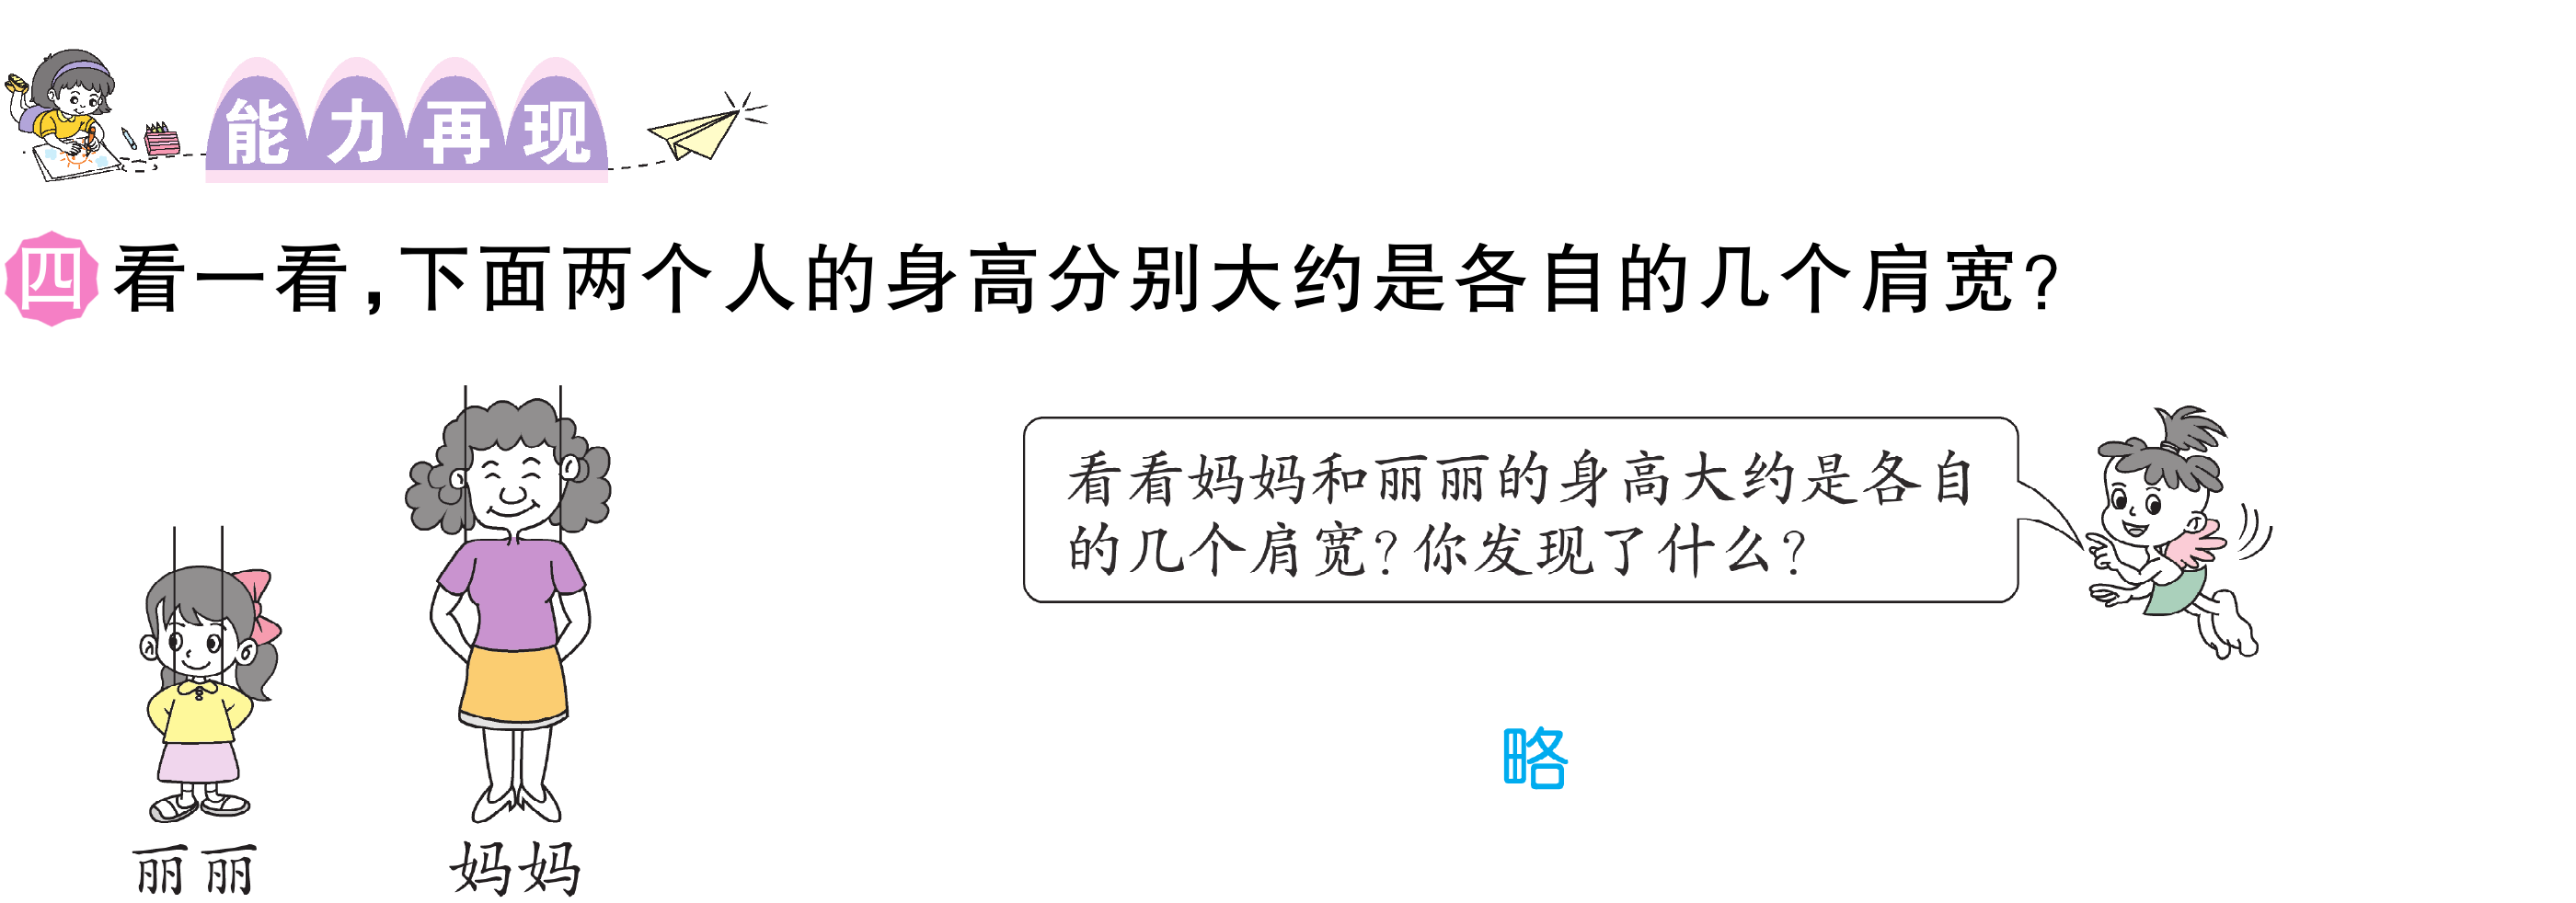 能力再现
四 看一看,下面两个人的身高分别大约是各自的几个肩宽?
看看妈妈和丽丽的身高大约是各自
的几个肩宽?你发现了什么?
略
丽丽 妈妈